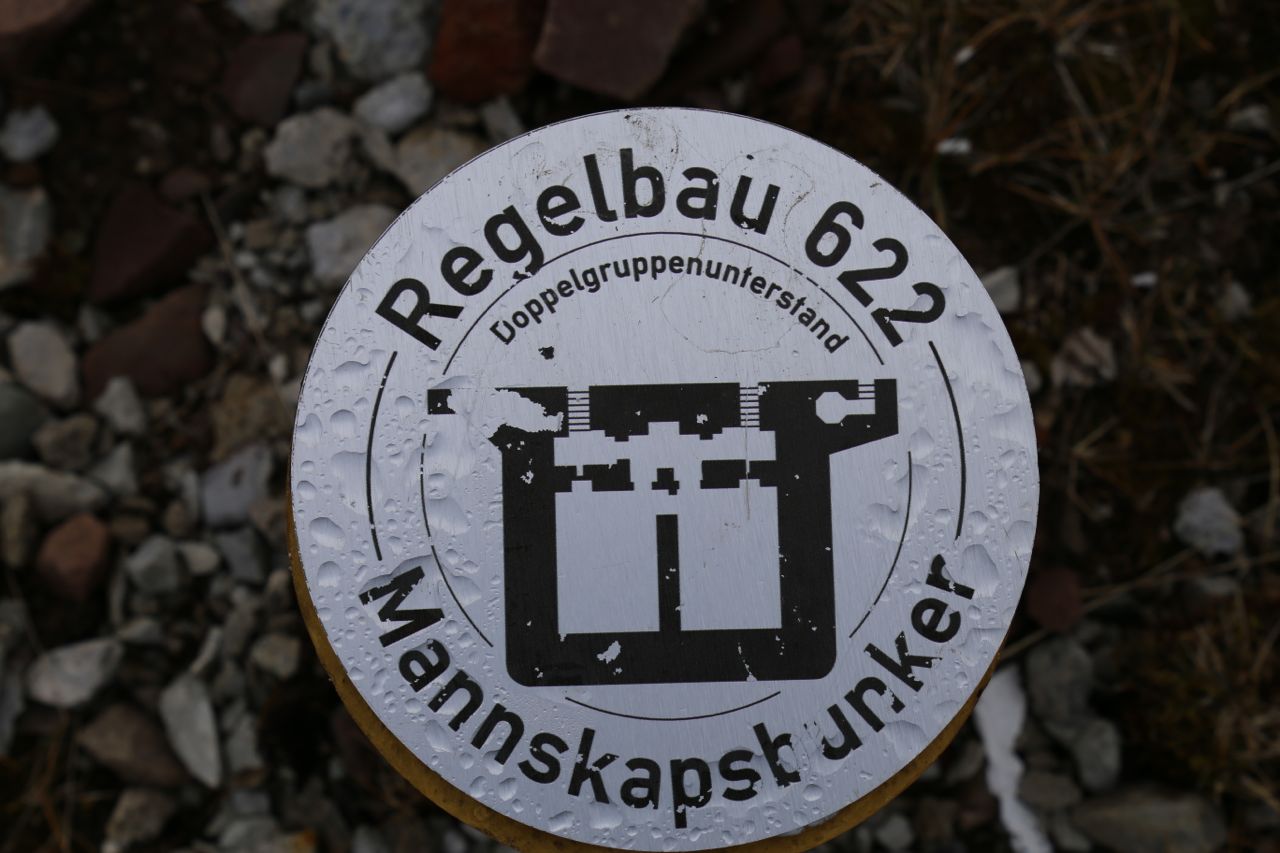 Regelbau 622
Doppelgruppenunterstand
Mannskapsbunker